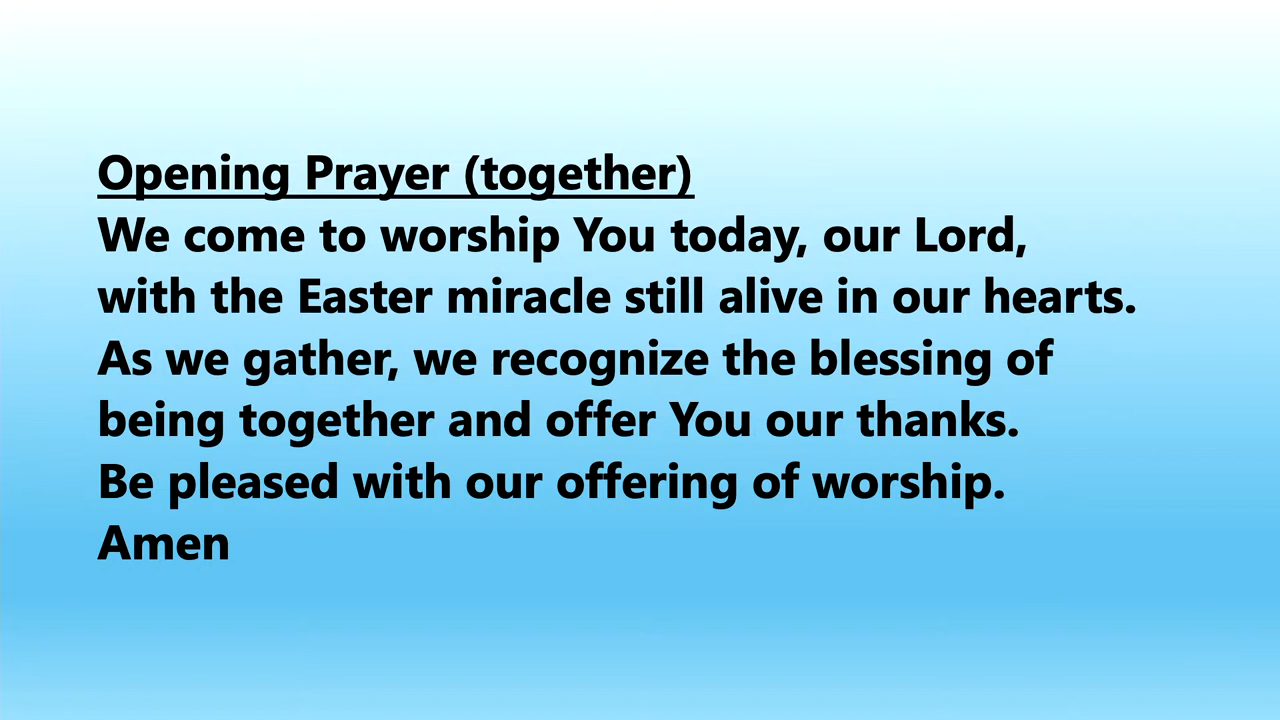 Opening Prayer (together)
We come to worship You today, our Lord,
with the Easter miracle still alive in our hearts.
As we gather, we recognize the blessing of
being together and offer You our thanks.
Be pleased with our offering of worship.
Amen